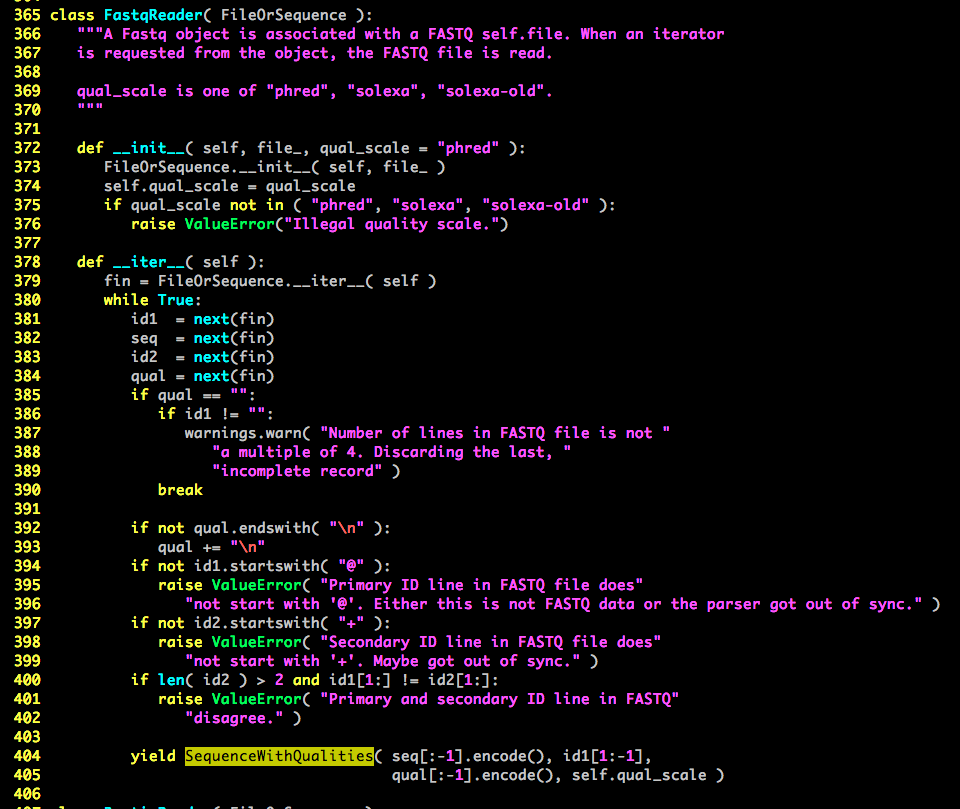 365 class FastqReader( FileOrSequence ):
366    """A Fastq object is associated with a FASTQ self.file. When an iterator
367    is requested from the object, the FASTQ file is read.
368
369    qual_scale is one of "phred", "solexa", "solexa-old".
370    """
371
372    def __init__( self, file_, qual_scale = "phred" ):
373       FileOrSequence.__init__( self, file_ )
374       self.qual_scale = qual_scale
375       if qual_scale not in ( "phred", "solexa", "solexa-old" ):
376          raise ValueError("Illegal quality scale.")
377
378    def __iter__( self ):
379       fin = FileOrSequence.__iter__( self )
380       while True:
381          id1  = next(fin)
382          seq  = next(fin)
383          id2  = next(fin)
384          qual = next(fin)
385          if qual == "":
386             if id1 != "":
387                warnings.warn( "Number of lines in FASTQ file is not "
388                   "a multiple of 4. Discarding the last, "
389                   "incomplete record" )
390             break
391
392          if not qual.endswith( "\n" ):
393             qual += "\n"
394          if not id1.startswith( "@" ):
395             raise ValueError( "Primary ID line in FASTQ file does"
396                "not start with '@'. Either this is not FASTQ data or the parser got out of sync." )
397          if not id2.startswith( "+" ):
398             raise ValueError( "Secondary ID line in FASTQ file does"
399                "not start with '+'. Maybe got out of sync." )
400          if len( id2 ) > 2 and id1[1:] != id2[1:]:
401             raise ValueError( "Primary and secondary ID line in FASTQ"
402                "disagree." )
403
404          yield SequenceWithQualities( seq[:-1].encode(), id1[1:-1],
405                                       qual[:-1].encode(), self.qual_scale )
406